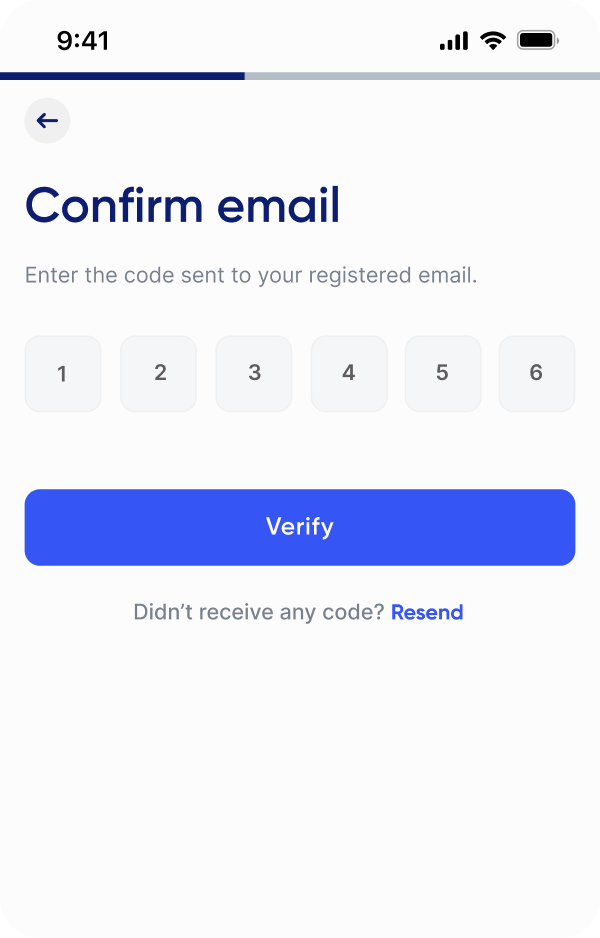 9:41
Confirm email
Enter the code sent to your registered email.
1 2 3 4 5 6
Verify
Didn’t receive any code? Resend